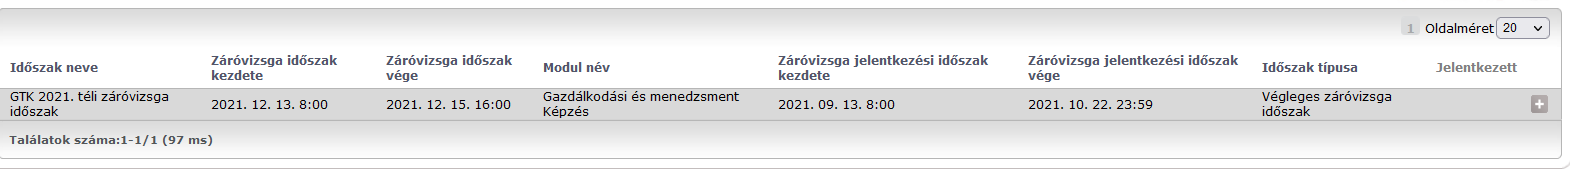 1 Oldalméret 20
Időszak neve
Záróvizsga időszak
kezdete
Záróvizsga időszak
vége
Modul név
Záróvizsga jelentkezési időszak
kezdete
Záróvizsga jelentkezési időszak
vége
Időszak típusa
Jelentkezett
GTK 2021. téli záróvizsga
időszak
2021. 12. 13. 8:00
2021. 12. 15. 16:00
Gazdálkodási és menedzsment
Képzés
2021. 09. 13. 8:00
2021. 10. 22. 23:59
Végleges záróvizsga
időszak
Találatok száma:1-1/1 (97 ms)